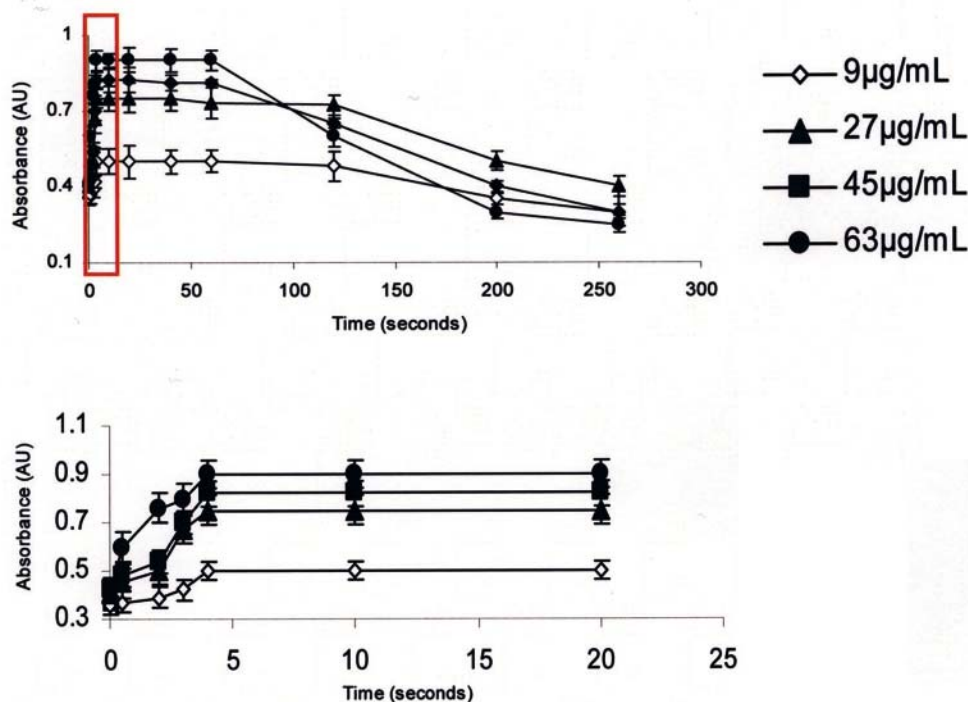 1
0.7
0.4
0.1
Absorbance (AU)
0 50 100 150 200 250 300
Time (seconds)
9µg/mL
27µg/mL
45µg/mL
63µg/mL
1.1
0.9
0.7
0.5
0.3
Absorbance (AU)
0 5 10 15 20 25
Time (seconds)